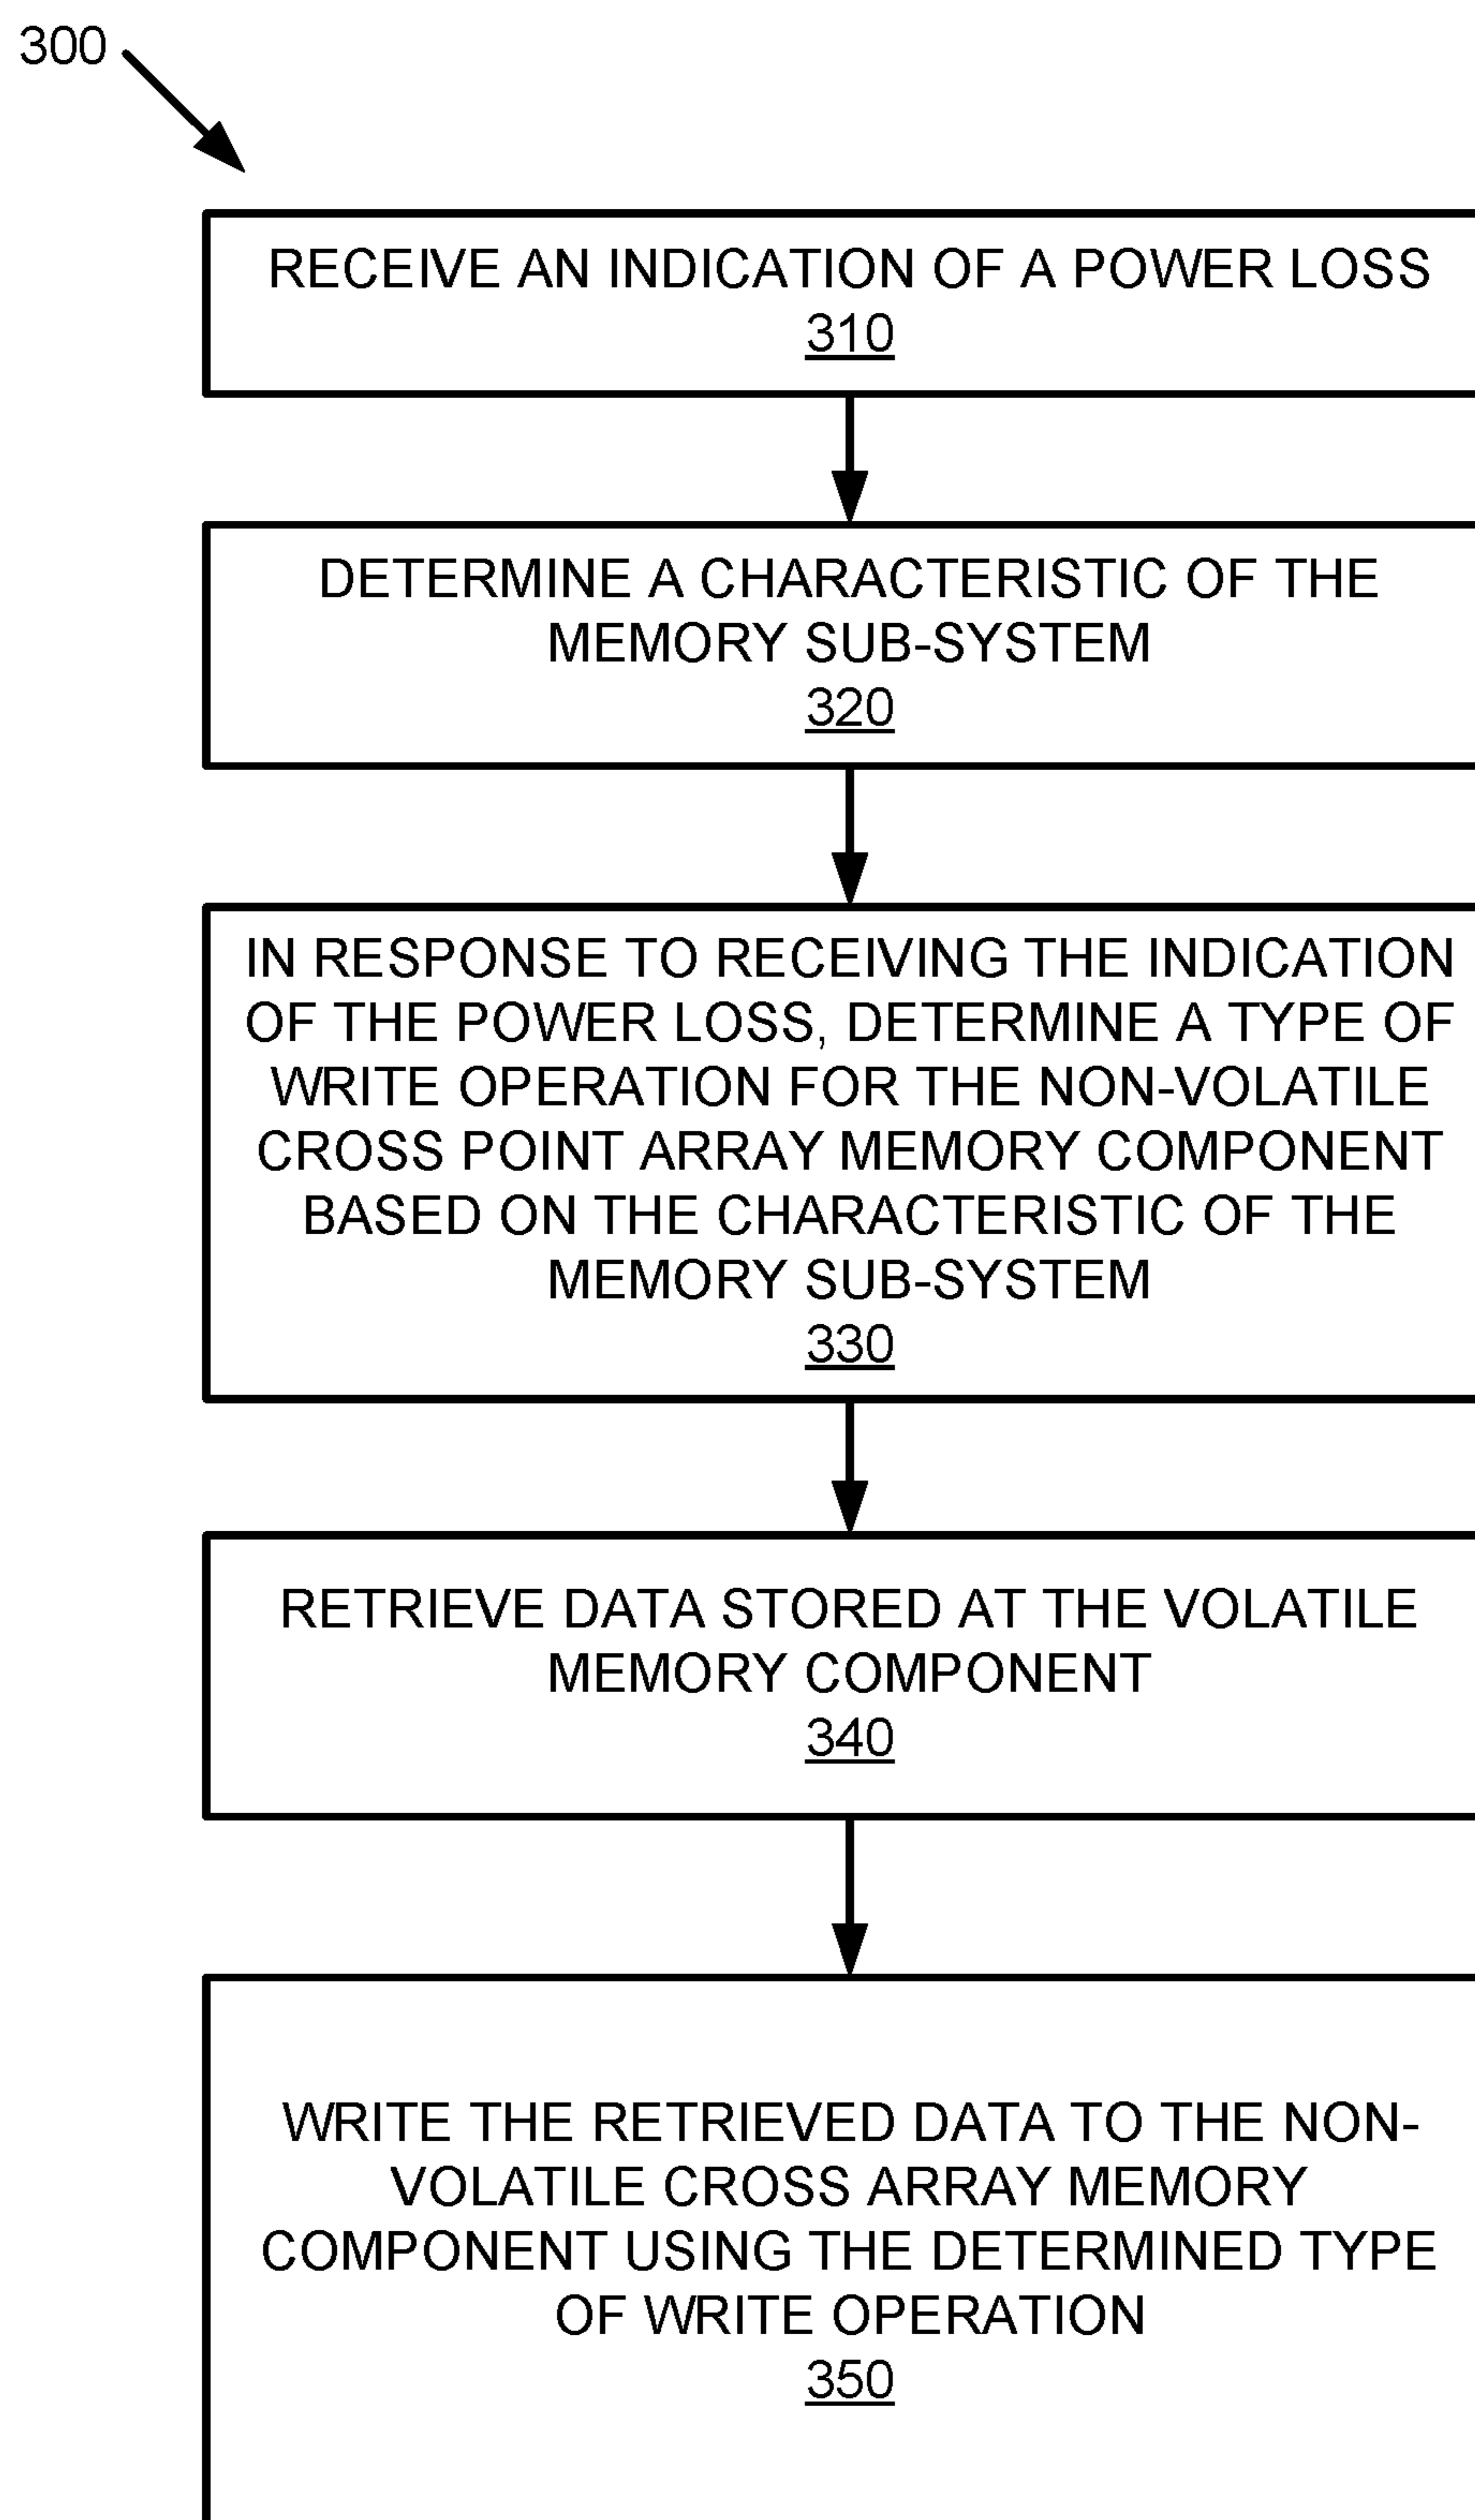 300
RECEIVE AN INDICATION OF A POWER LOSS
310
DETERMINE A CHARACTERISTIC OF THE
MEMORY SUB-SYSTEM
320
IN RESPONSE TO RECEIVING THE INDICATION
OF THE POWER LOSS, DETERMINE A TYPE OF
WRITE OPERATION FOR THE NON-VOLATILE
CROSS POINT ARRAY MEMORY COMPONENT
BASED ON THE CHARACTERISTIC OF THE
MEMORY SUB-SYSTEM
330
RETRIEVE DATA STORED AT THE VOLATILE
MEMORY COMPONENT
340
WRITE THE RETRIEVED DATA TO THE NON-
VOLATILE CROSS ARRAY MEMORY
COMPONENT USING THE DETERMINED TYPE
OF WRITE OPERATION
350